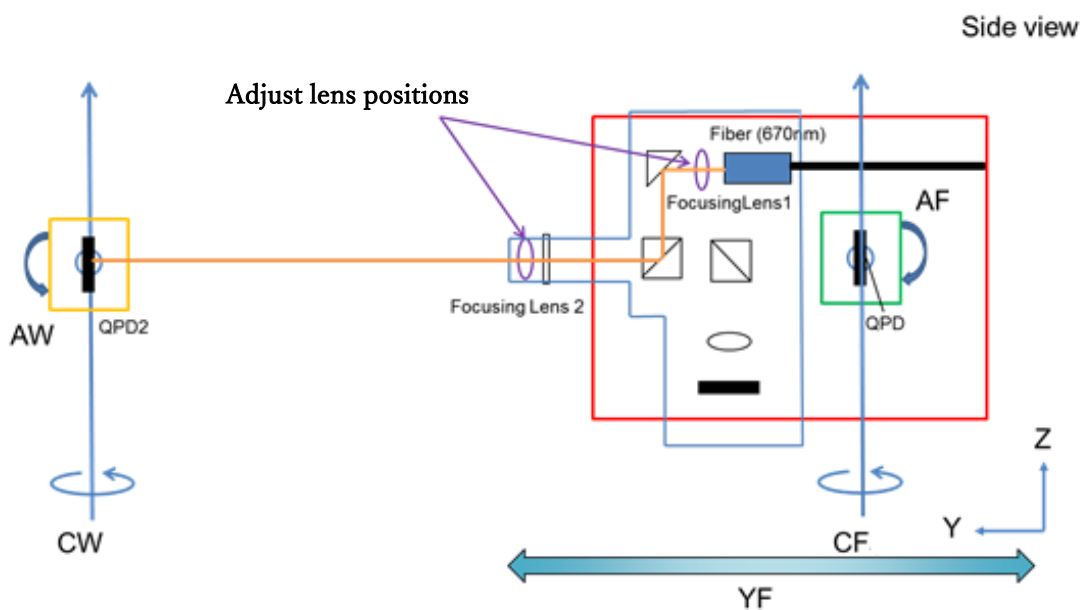 Side view
Adjust lens positions
Fiber (670nm)
FocusingLens1
AF
Focusing Lens 2
QPD2
QPD
AW
Z
CW
CF
Y
YF